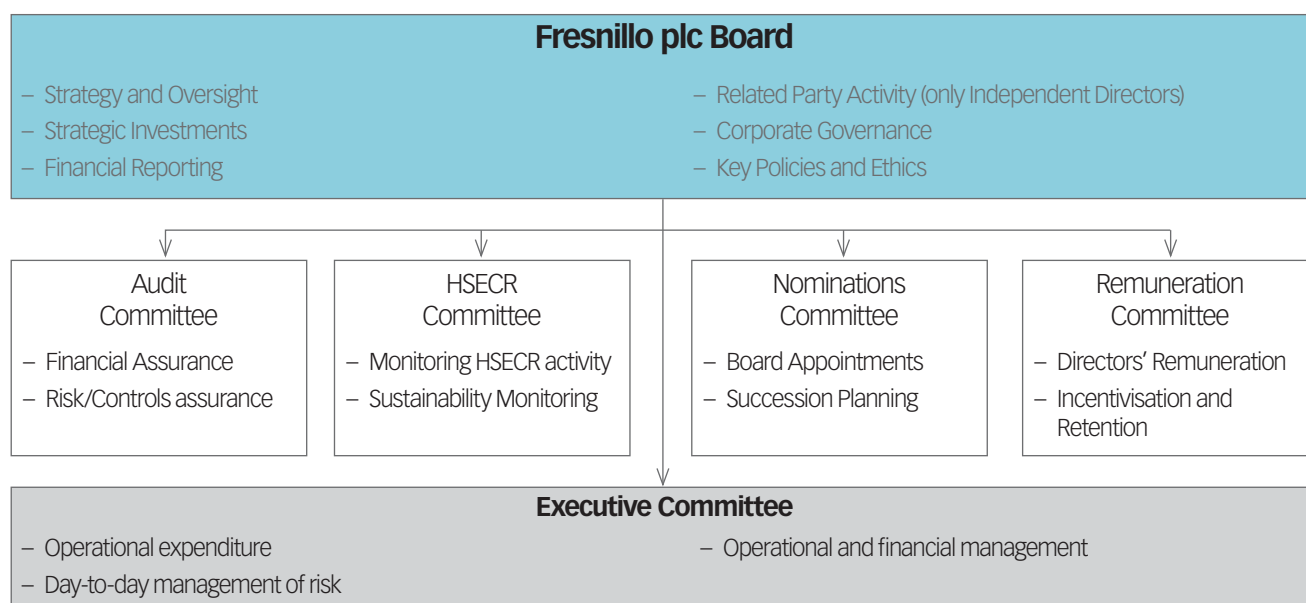 Fresnillo plc Board
– Strategy and Oversight
– Strategic Investments
– Financial Reporting
– Related Party Activity (only Independent Directors)
– Corporate Governance
– Key Policies and Ethics
Audit
Committee
– Financial Assurance
– Risk/Controls assurance
HSECR
Committee
– Monitoring HSECR activity
– Sustainability Monitoring
Nominations
Committee
– Board Appointments
– Succession Planning
Remuneration
Committee
– Directors’ Remuneration
– Incentivisation and
Retention
Executive Committee
– Operational expenditure
– Day-to-day management of risk
– Operational and financial management